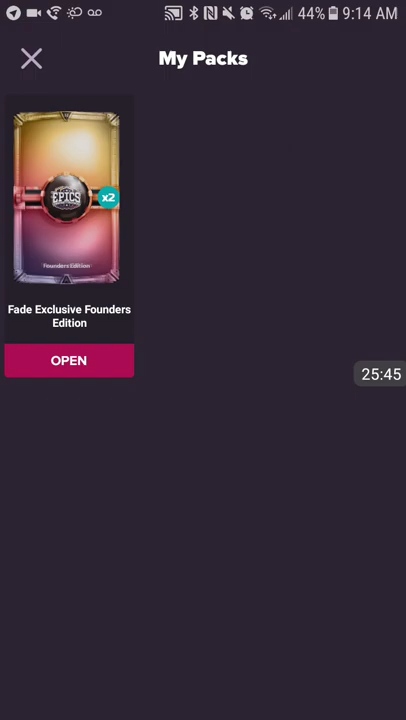 44% 9:14 AM
My Packs
EPICS
x2
Founders Edition
Fade Exclusive Founders
Edition
OPEN
25:45